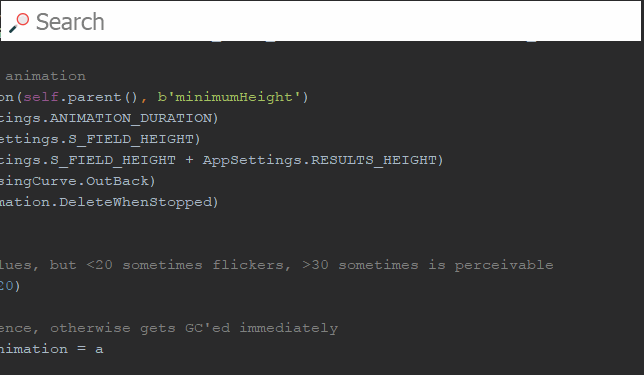 Search
animation
on(self.parent(), b'minimumHeight')
tings.ANIMATION_DURATION)
ettings.S_FIELD_HEIGHT)
tings.S_FIELD_HEIGHT + AppSettings.RESULTS_HEIGHT)
singCurve.OutBack)
mation.DeleteWhenStopped)
lues, but <20 sometimes flickers, >30 sometimes is perceivable
20)
ence, otherwise gets GC'ed immediately
nimation = a